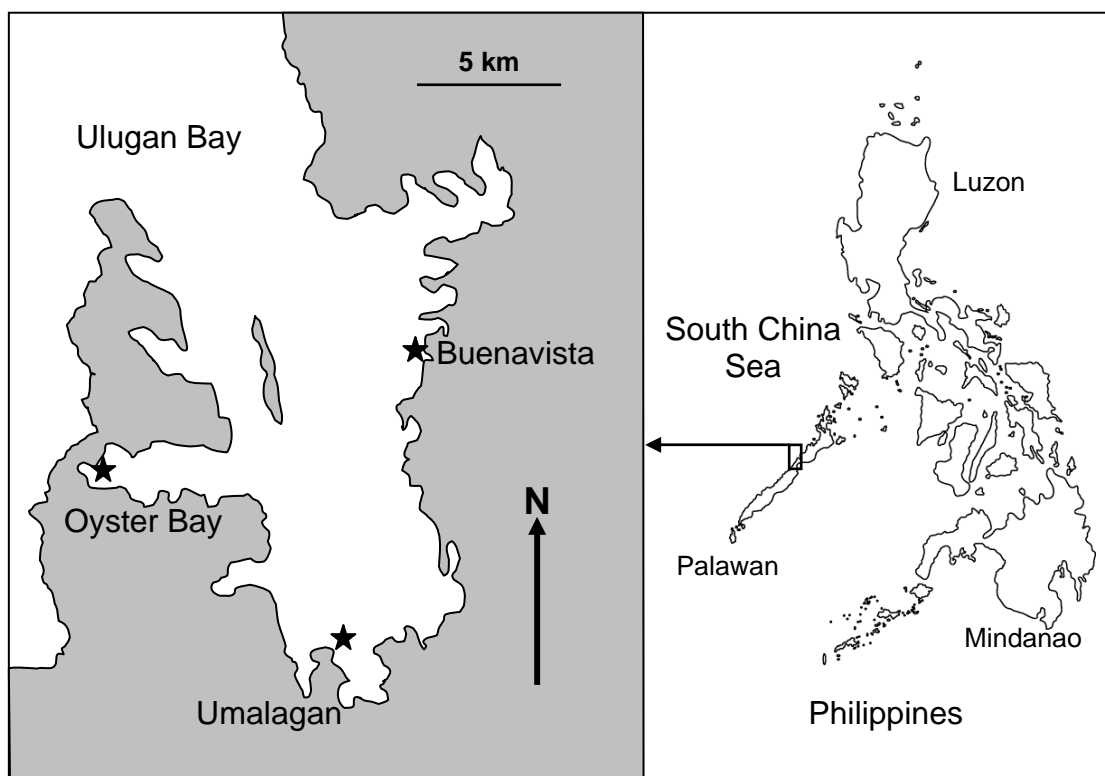 5 km
Ulugan Bay
Buenavista
Oyster Bay
N
Umalagan
Luzon
South China
Sea
Palawan
Mindanao
Philippines